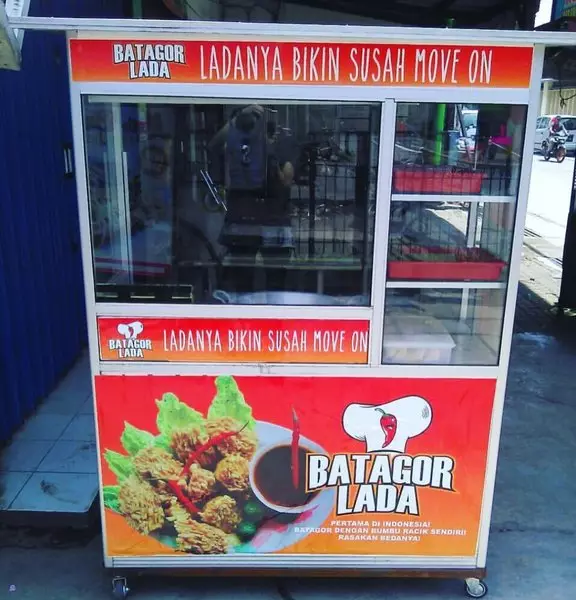 BATAGOR
LADA
LADANYA BIKIN SUSAH MOVE ON
BATAGOR
LADA
LADANYA BIKIN SUSAH MOVE ON
BATAGOR
LADA
PERTAMA DI INDONESIA!
BATAGOR DENGAN BUMBU RACIK SENDIRI!
RASAKAN BEDANYA!